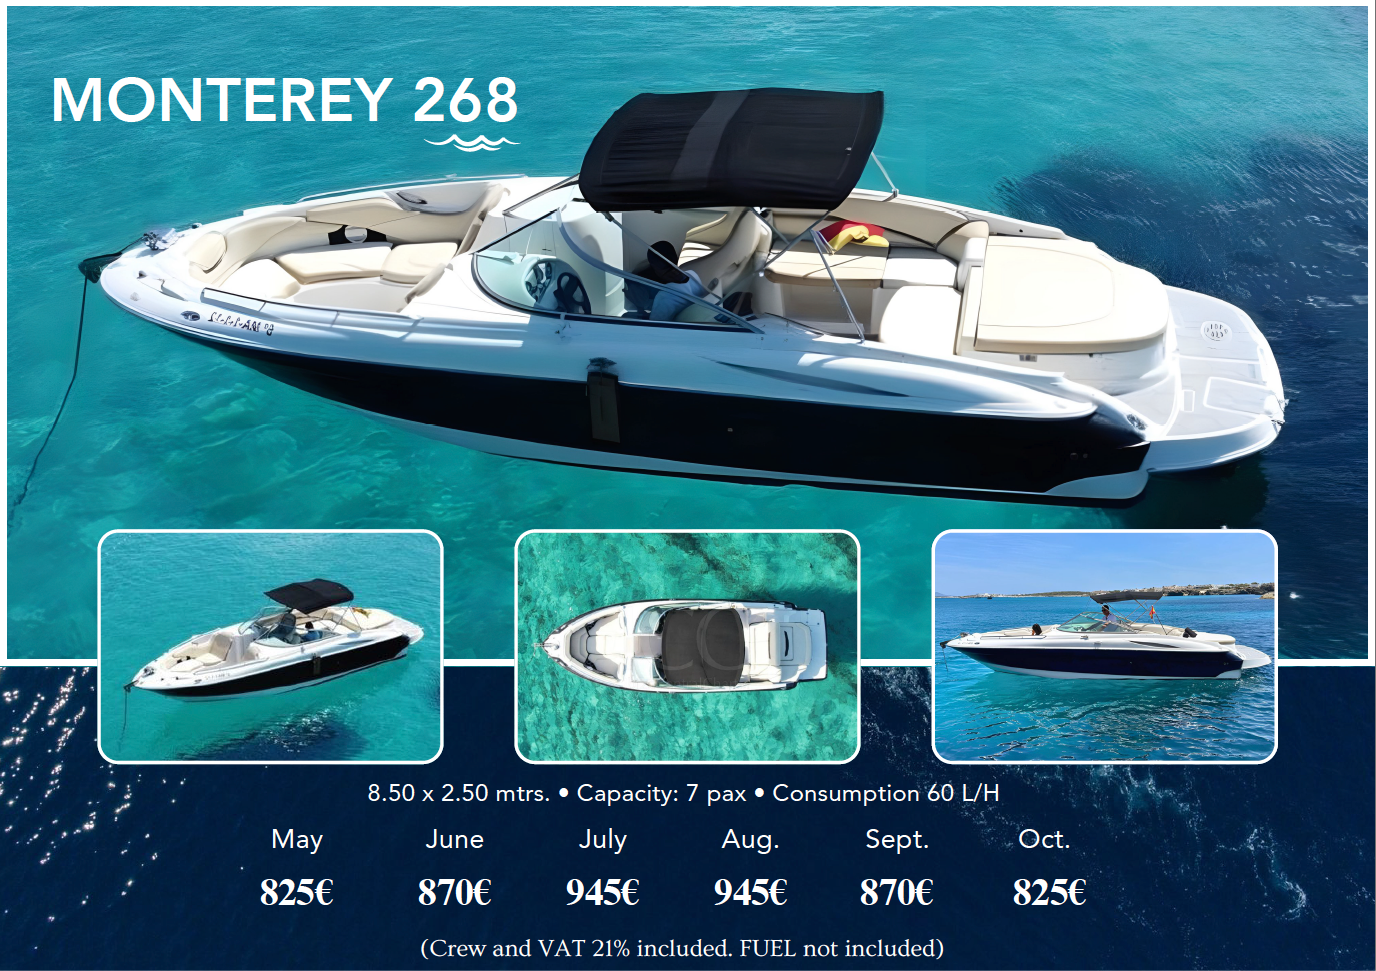 MONTEREY 268
8.50 x 2.50 mtrs. • Capacity: 7 pax • Consumption 60 L/H
May June July Aug. Sept. Oct.
825€ 870€ 945€ 945€ 870€ 825€
(Crew and VAT 21% included. FUEL not included)